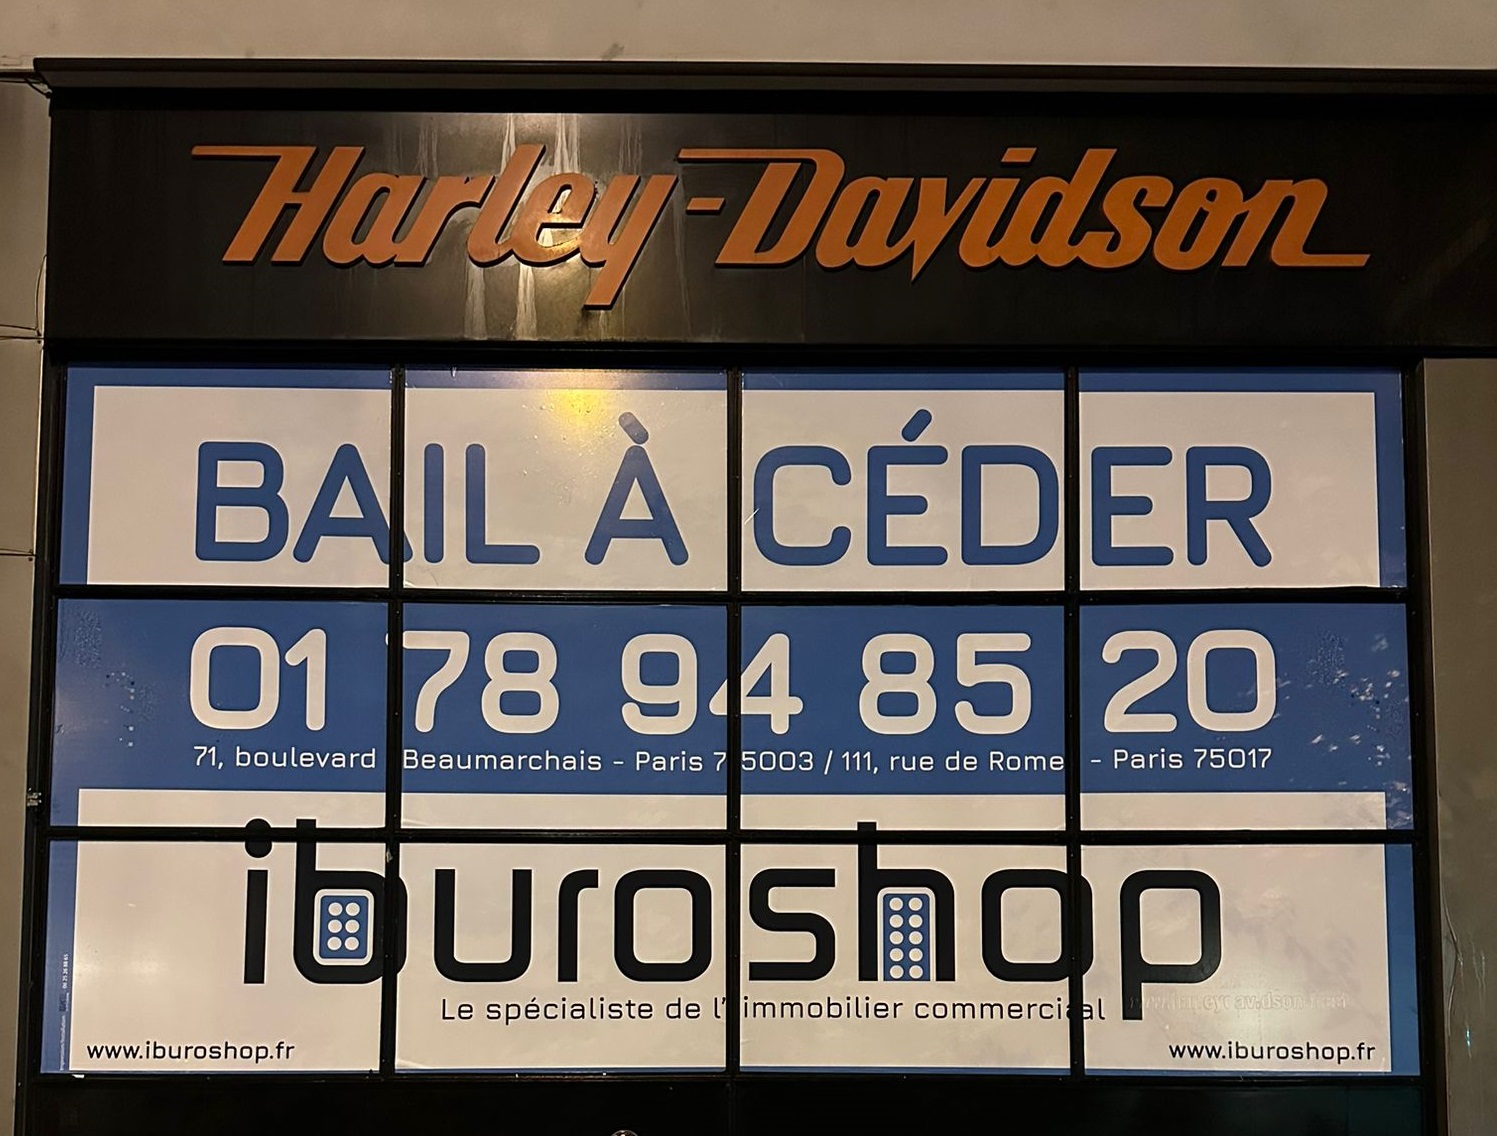 Harley-Davidson
BAIL À CÉDER
01 78 94 85 20
71, boulevard Beaumarchais - Paris 75003 / 111, rue de Rome - Paris 75017
iburoshop
Le spécialiste de l'immobilier commercial
www.iburoshop.fr
www.iburoshop.fr